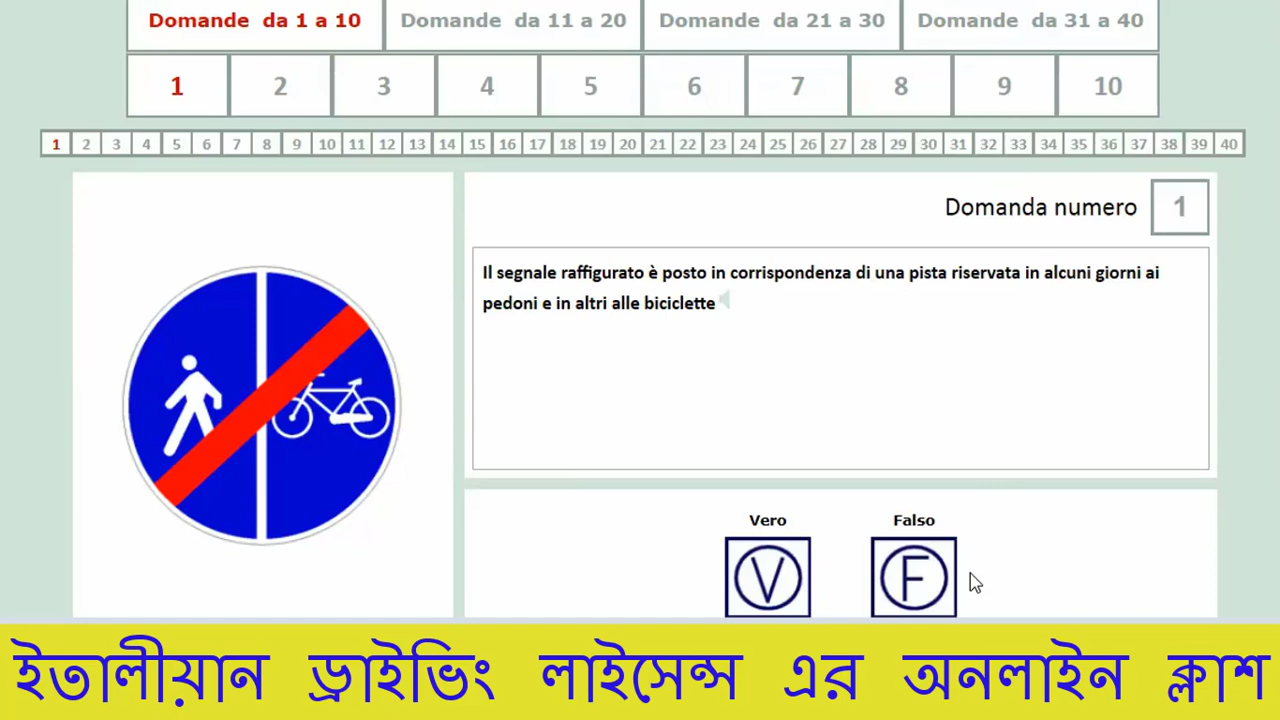 Domande da 1 a 10 Domande da 11 a 20 Domande da 21 a 30 Domande da 31 a 40
1 2 3 4 5 6 7 8 9 10
1 2 3 4 5 6 7 8 9 10 11 12 13 14 15 16 17 18 19 20 21 22 23 24 25 26 27 28 29 30 31 32 33 34 35 36 37 38 39 40
Domanda numero 1
Il segnale raffigurato è posto in corrispondenza di una pista riservata in alcuni giorni ai
pedoni e in altri alle biciclette
Vero Falso
V F
ইতালীয়ান ড্রাইভিং লাইসেন্স এর অনলাইন ক্লাশ